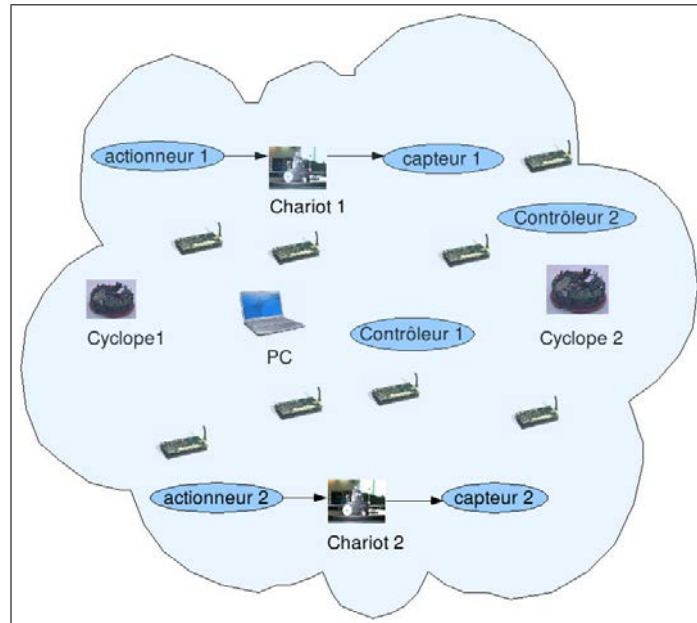 actionneur 1
capteur 1
Chariot 1
Contrôleur 2
Cyclope1
PC
Contrôleur 1
Cyclope 2
actionneur 2
capteur 2
Chariot 2